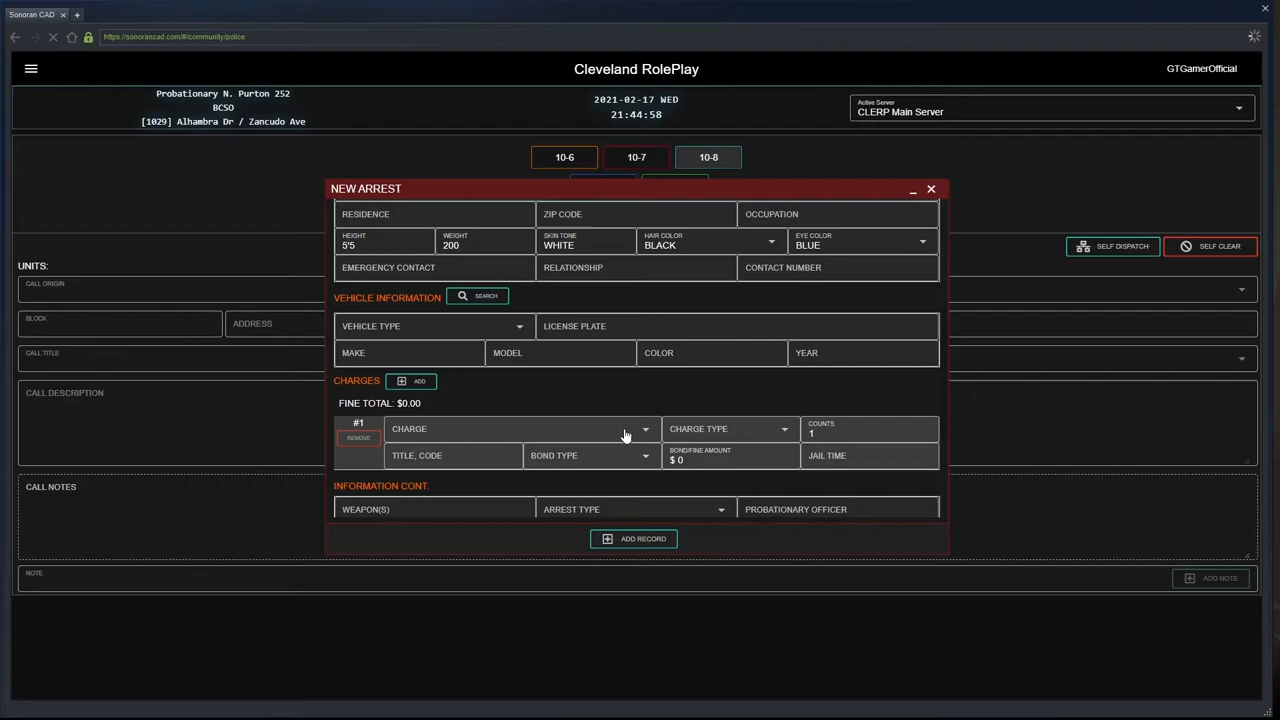 Sonoran CAD
https://sonorancad.com/#/community/police
Cleveland RolePlay
GTGamerOfficial
Probationary N. Purton 252
BCSO
[1029] Alhambra Dr / Zancudo Ave
2021-02-17 WED
21:44:58
Active Server
CLERP Main Server
10-6
10-7
10-8
SELF DISPATCH
SELF CLEAR
UNITS:
CALL ORIGIN
BLOCK
ADDRESS
CALL TITLE
CALL DESCRIPTION
CALL NOTES
NOTE
ADD NOTE
NEW ARREST
RESIDENCE
ZIP CODE
OCCUPATION
HEIGHT
5'5
WEIGHT
200
SKIN TONE
WHITE
HAIR COLOR
BLACK
EYE COLOR
BLUE
EMERGENCY CONTACT
RELATIONSHIP
CONTACT NUMBER
VEHICLE INFORMATION
SEARCH
VEHICLE TYPE
LICENSE PLATE
MAKE
MODEL
COLOR
YEAR
CHARGES
ADD
FINE TOTAL: $0.00
#1
REMOVE
CHARGE
CHARGE TYPE
COUNTS
1
TITLE, CODE
BOND TYPE
BOND/FINE AMOUNT
$ 0
JAIL TIME
INFORMATION CONT.
WEAPON(S)
ARREST TYPE
PROBATIONARY OFFICER
ADD RECORD